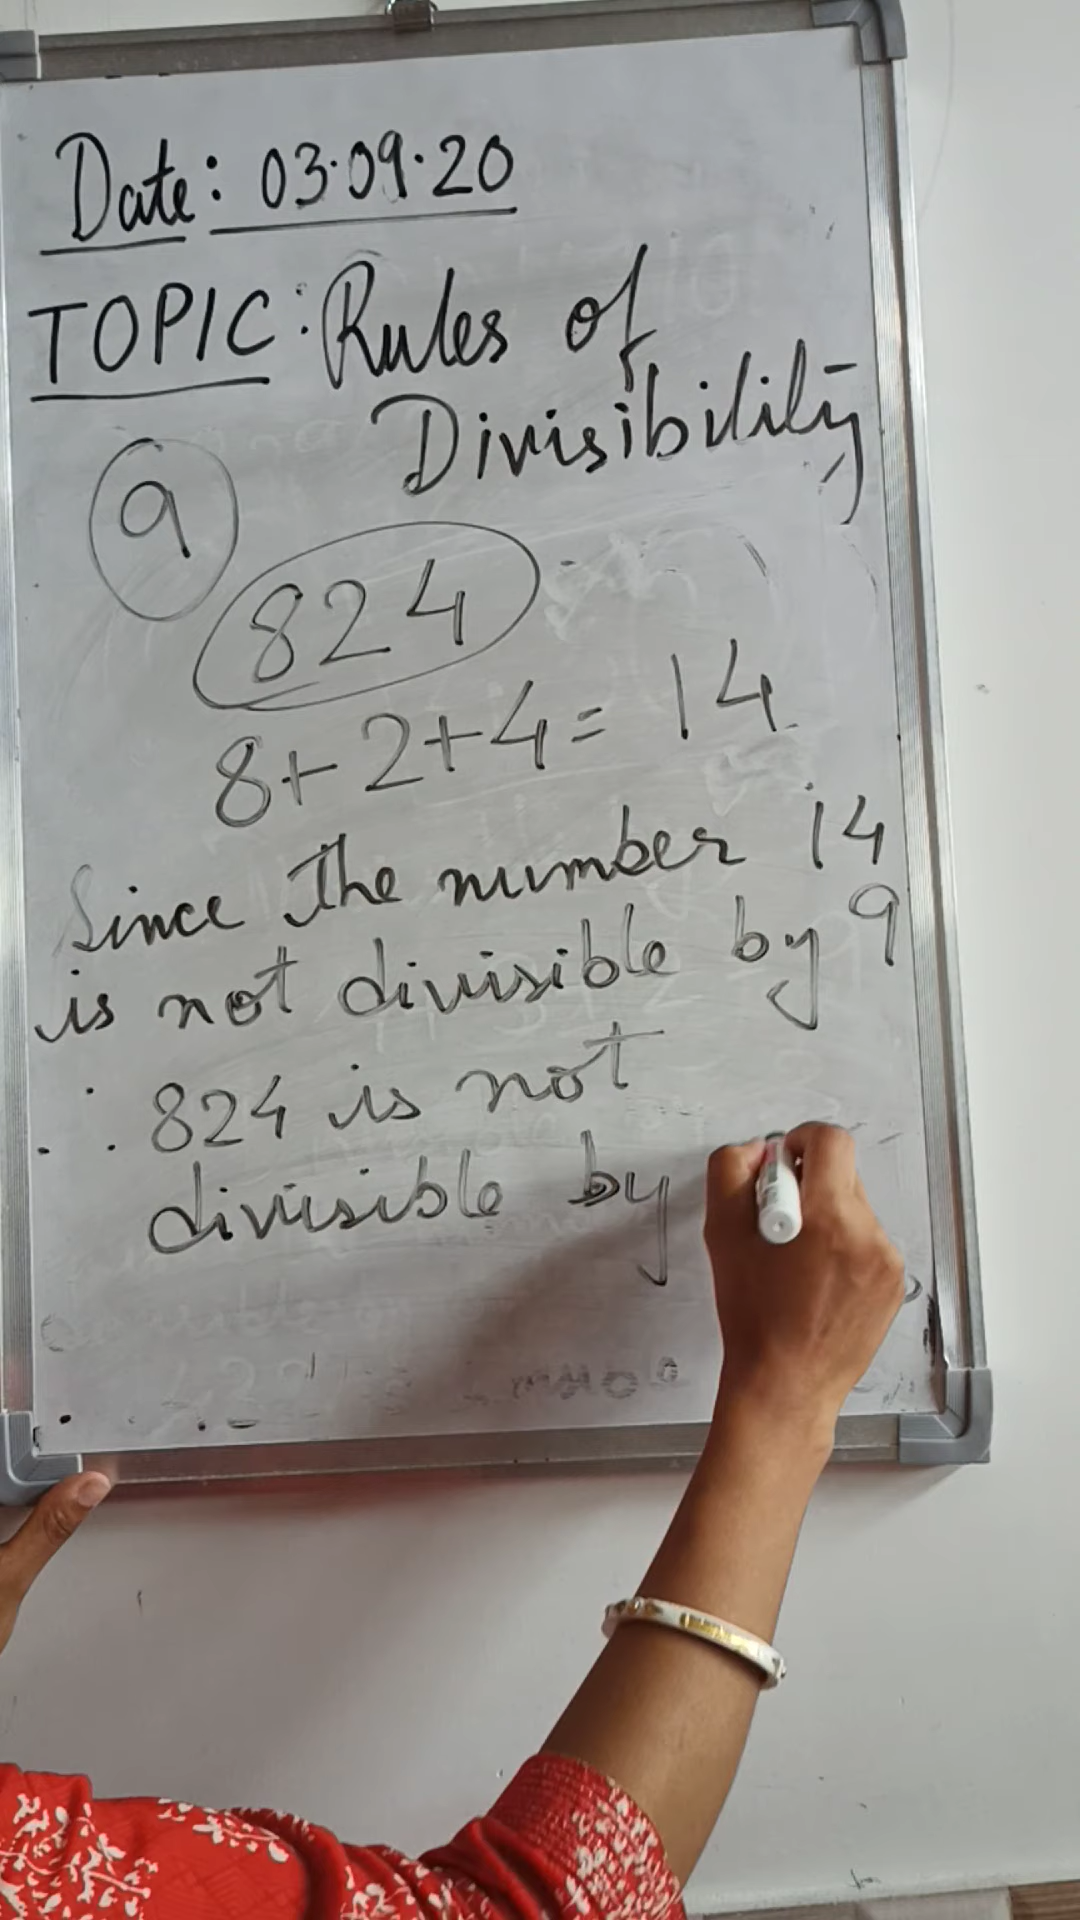 Date: 03.09.20
TOPIC: Rules of
Divisibility
9
824
8+2+4= 14
Since the number 14
is not divisible by 9
∴ 824 is not
divisible by